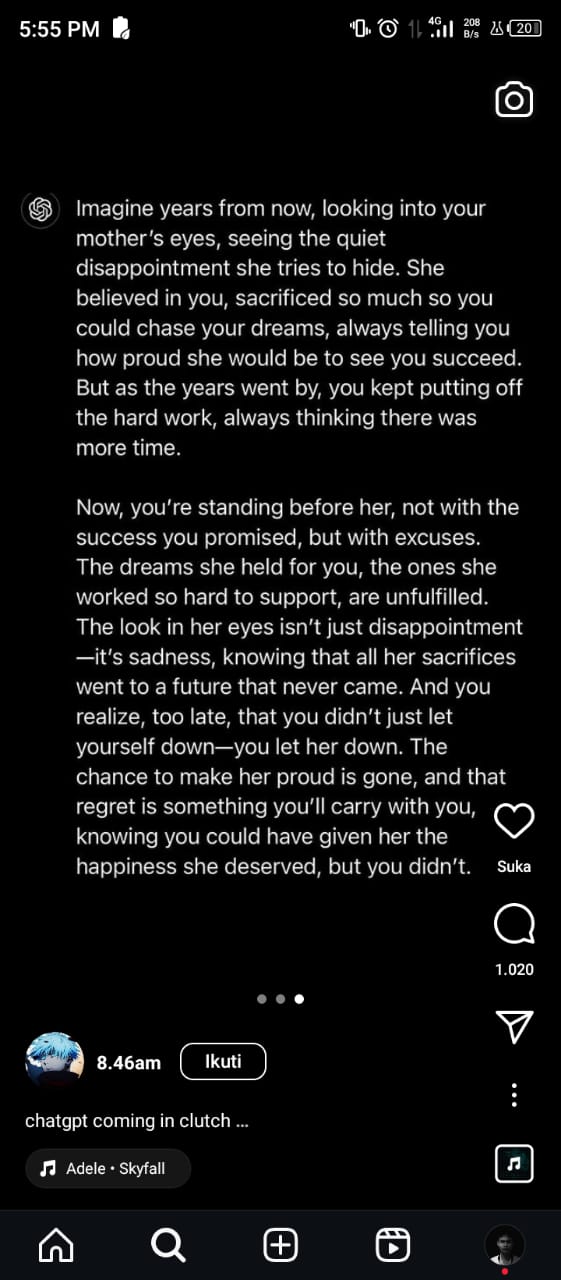 5:55 PM
4G
208
B/s
20
Imagine years from now, looking into your
mother's eyes, seeing the quiet
disappointment she tries to hide. She
believed in you, sacrificed so much so you
could chase your dreams, always telling you
how proud she would be to see you succeed.
But as the years went by, you kept putting off
the hard work, always thinking there was
more time.
Now, you're standing before her, not with the
success you promised, but with excuses.
The dreams she held for you, the ones she
worked so hard to support, are unfulfilled.
The look in her eyes isn't just disappointment
—it's sadness, knowing that all her sacrifices
went to a future that never came. And you
realize, too late, that you didn't just let
yourself down—you let her down. The
chance to make her proud is gone, and that
regret is something you'll carry with you,
knowing you could have given her the
happiness she deserved, but you didn't.
Suka
1.020
8.46am
Ikuti
chatgpt coming in clutch ...
Adele • Skyfall